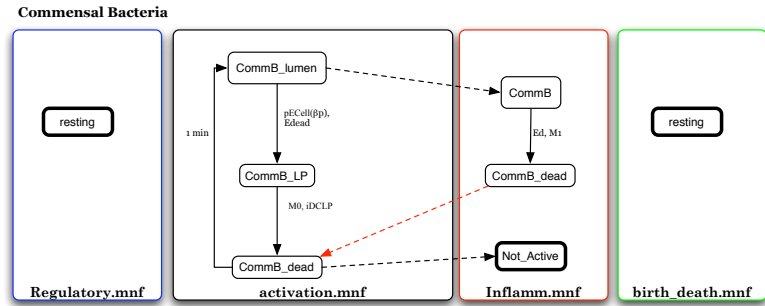 Commensal Bacteria
CommB_lumen
CommB
resting
resting
pECell(βp),
Edead
1 min
Ed, M1
CommB_LP
CommB_dead
M0, iDCLP
Not_Active
CommB_dead
Regulatory.mnf
activation.mnf
Inflamm.mnf
birth_death.mnf